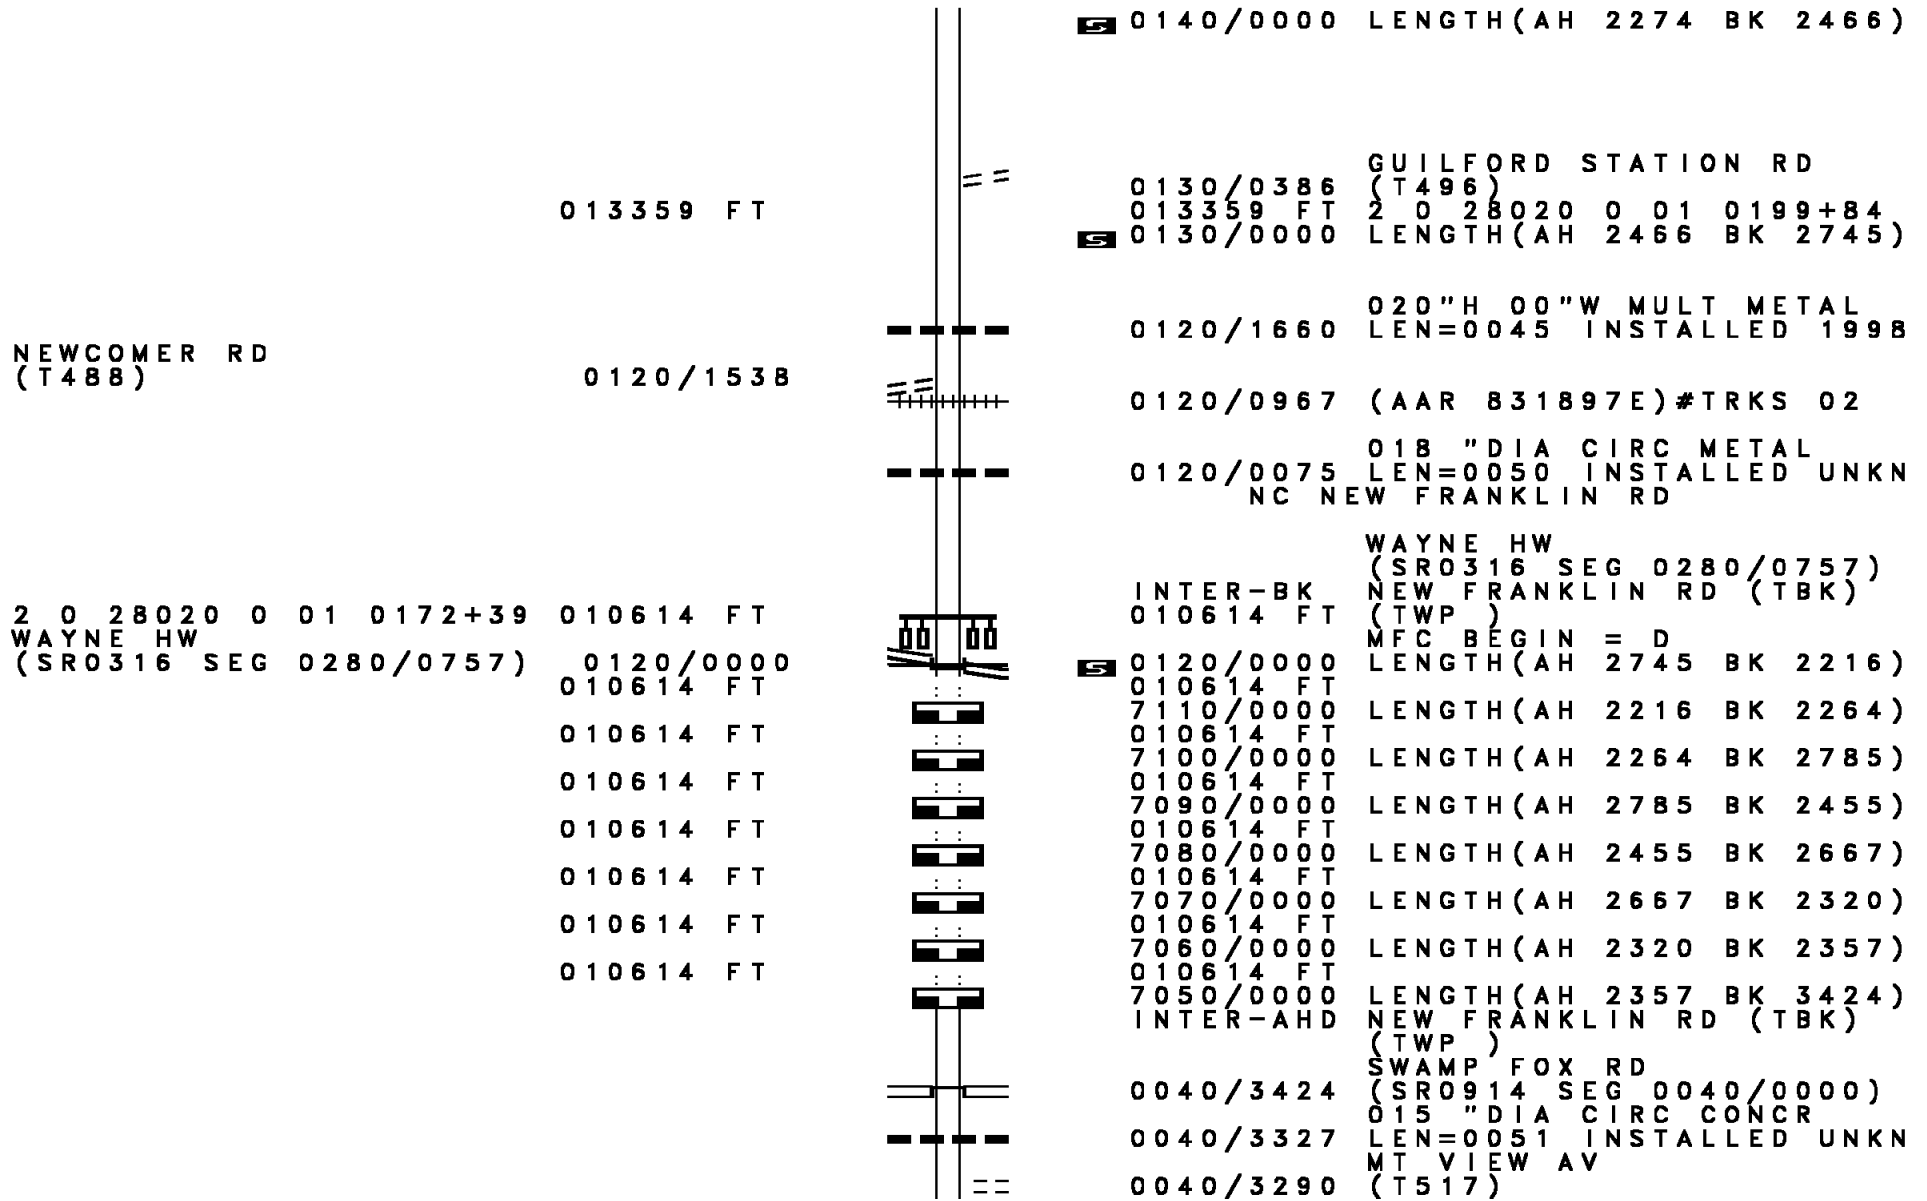 S 0140/0000 LENGTH(AH 2274 BK 2466)
GUILFORD STATION RD
0130/0386 (T496)
013359 FT 013359 FT 2 0 28020 0 01 0199+84
S 0130/0000 LENGTH(AH 2466 BK 2745)
020"H 00"W MULT METAL
0120/1660 LEN=0045 INSTALLED 1998
NEWCOMER RD
(T488) 0120/1538
0120/0967 (AAR 831897E)#TRKS 02
018 "DIA CIRC METAL
0120/0075 LEN=0050 INSTALLED UNKN
NC NEW FRANKLIN RD
WAYNE HW
(SR0316 SEG 0280/0757)
INTER-BK NEW FRANKLIN RD (TBK)
2 0 28020 0 01 0172+39 010614 FT 010614 FT (TWP )
WAYNE HW MFC BEGIN = D
(SR0316 SEG 0280/0757) 0120/0000 S 0120/0000 LENGTH(AH 2745 BK 2216)
010614 FT 010614 FT
7110/0000 LENGTH(AH 2216 BK 2264)
010614 FT 010614 FT
7100/0000 LENGTH(AH 2264 BK 2785)
010614 FT 010614 FT
7090/0000 LENGTH(AH 2785 BK 2455)
010614 FT 010614 FT
7080/0000 LENGTH(AH 2455 BK 2667)
010614 FT 010614 FT
7070/0000 LENGTH(AH 2667 BK 2320)
010614 FT 010614 FT
7060/0000 LENGTH(AH 2320 BK 2357)
010614 FT 010614 FT
7050/0000 LENGTH(AH 2357 BK 3424)
INTER-AHD NEW FRANKLIN RD (TBK)
(TWP )
SWAMP FOX RD
0040/3424 (SR0914 SEG 0040/0000)
015 "DIA CIRC CONCR
0040/3327 LEN=0051 INSTALLED UNKN
MT VIEW AV
0040/3290 (T517)